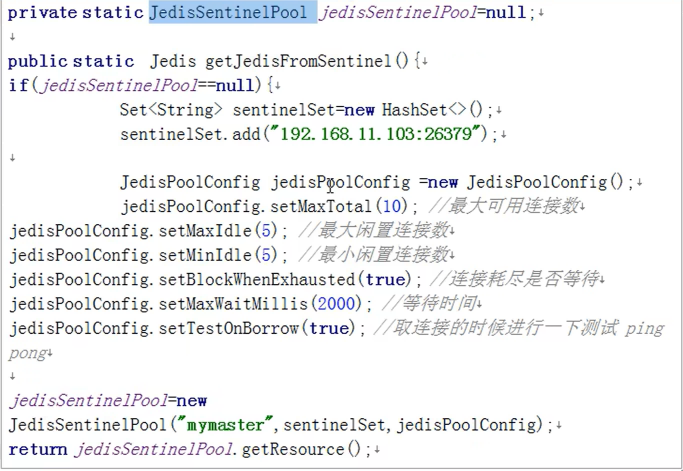 private static JedisSentinelPool jedisSentinelPool=null;↓
↓
public static Jedis getJedisFromSentinel(){↓
if(jedisSentinelPool==null){↓
Set<String> sentinelSet=new HashSet<>();↓
sentinelSet.add("192.168.11.103:26379");↓
↓
JedisPoolConfig jedisPoolConfig =new JedisPoolConfig();↓
jedisPoolConfig.setMaxTotal(10); //最大可用连接数↓
jedisPoolConfig.setMaxIdle(5); //最大闲置连接数↓
jedisPoolConfig.setMinIdle(5); //最小闲置连接数↓
jedisPoolConfig.setBlockWhenExhausted(true); //连接耗尽是否等待↓
jedisPoolConfig.setMaxWaitMillis(2000); //等待时间↓
jedisPoolConfig.setTestOnBorrow(true); //取连接的时候进行一下测试 ping
pong↓
↓
jedisSentinelPool=new
JedisSentinelPool("mymaster",sentinelSet,jedisPoolConfig);↓
return jedisSentinelPool.getResource();↓